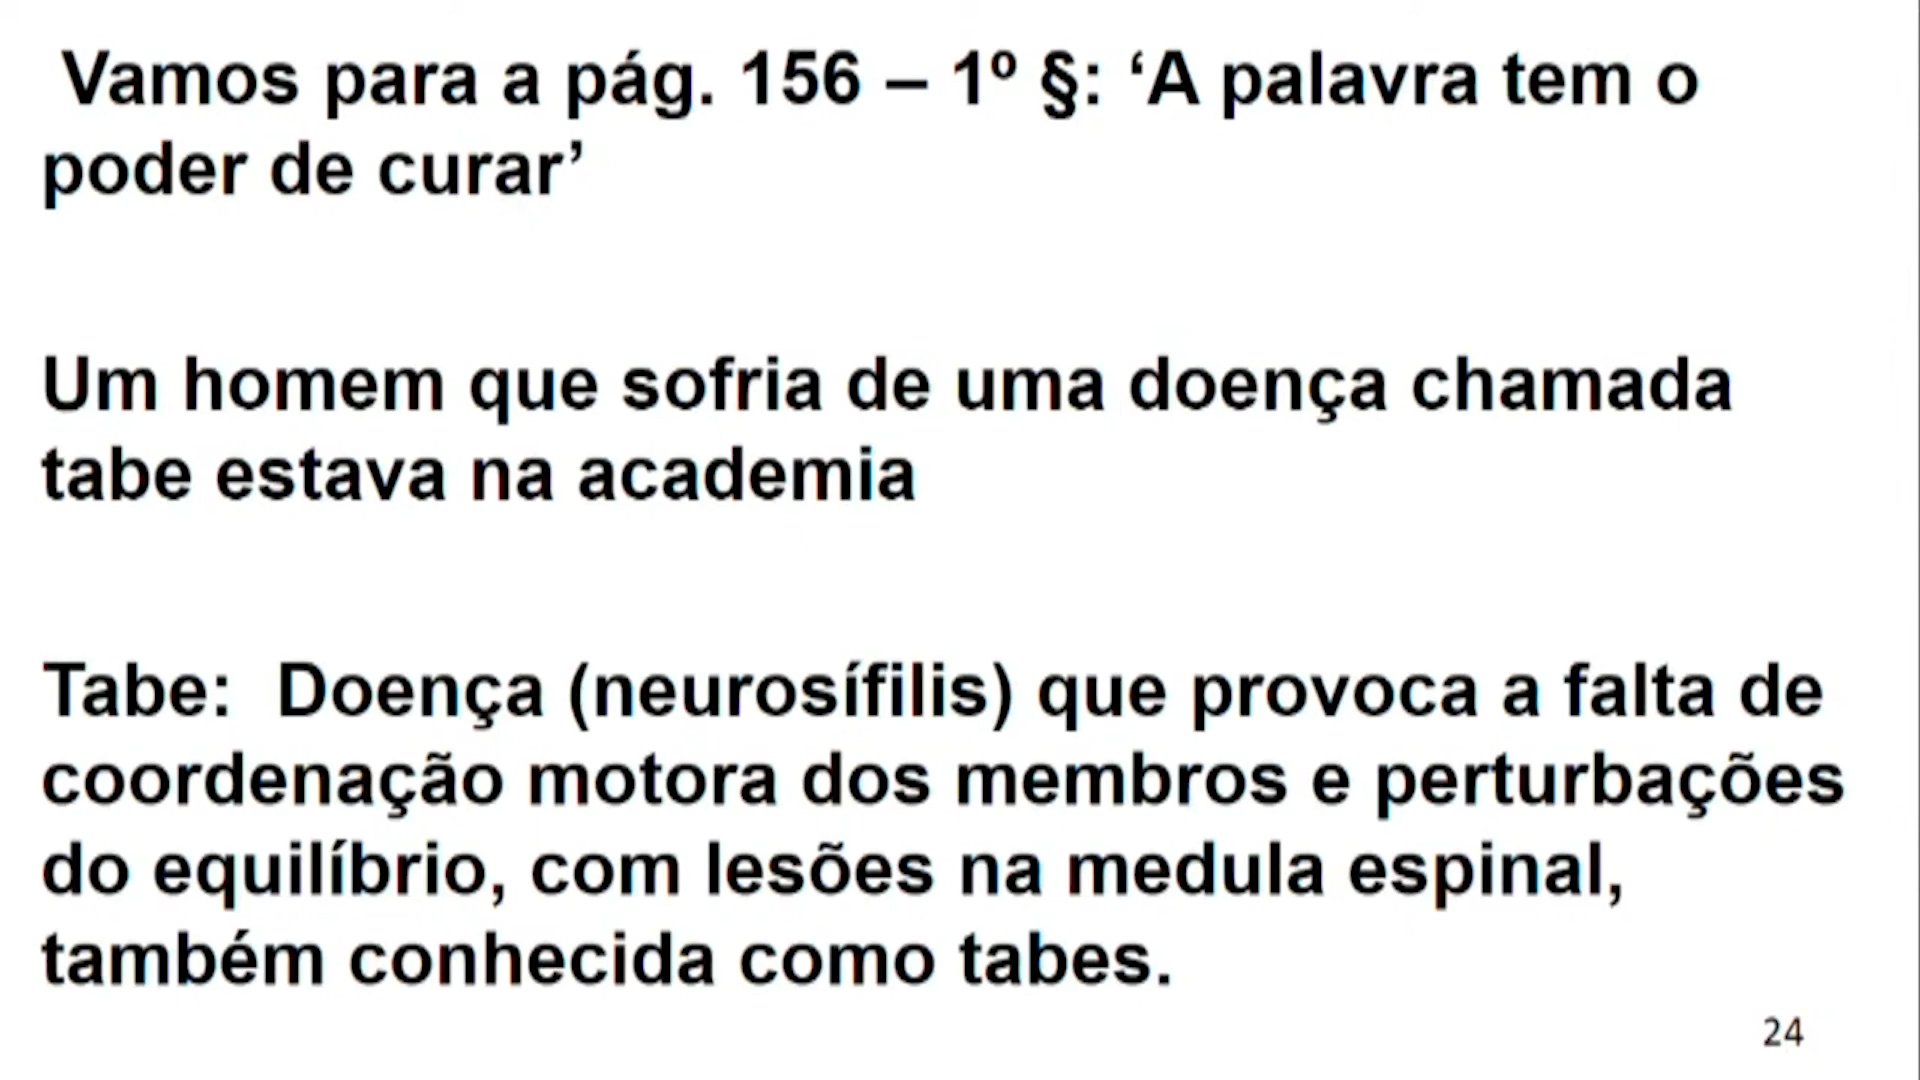 Vamos para a pág. 156 – 1º §: ‘A palavra tem o
poder de curar’
Um homem que sofria de uma doença chamada
tabe estava na academia
Tabe:  Doença (neurosífilis) que provoca a falta de
coordenação motora dos membros e perturbações
do equilíbrio, com lesões na medula espinal,
também conhecida como tabes.
24